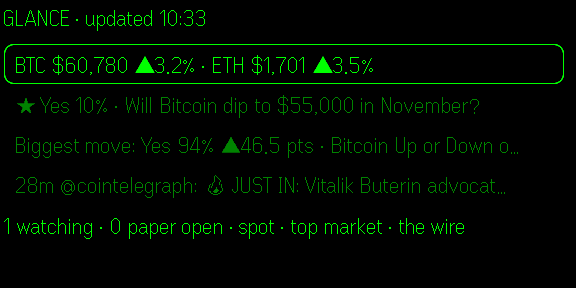 GLANCE · updated 10:33
BTC $60,780 ▲3.2% · ETH $1,701 ▲3.5%
★ Yes 10% · Will Bitcoin dip to $55,000 in November?
Biggest move: Yes 94% ▲46.5 pts · Bitcoin Up or Down o...
28m @cointelegraph: 🔥 JUST IN: Vitalik Buterin advocat...
1 watching · 0 paper open · spot · top market · the wire